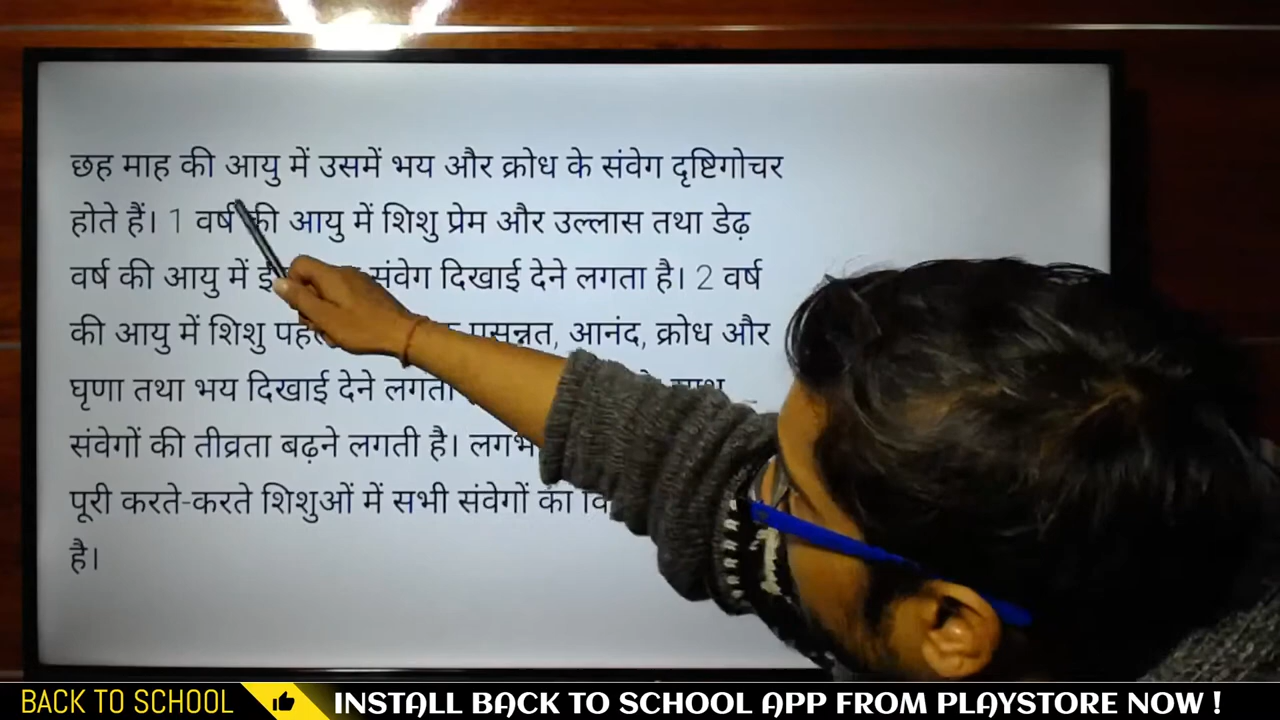 छह माह की आयु में उसमें भय और क्रोध के संवेग दृष्टिगोचर
होते हैं। 1 वर्ष की आयु में शिशु प्रेम और उल्लास तथा डेढ़
वर्ष की आयु में संवेग दिखाई देने लगता है। 2 वर्ष
की आयु में शिशु प्रसन्नत, आनंद, क्रोध और
घृणा तथा भय दिखाई देने लगता
संवेगों की तीव्रता बढ़ने लगती है।
पूरी करते-करते शिशुओं में सभी संवेगों का
है।
BACK TO SCHOOL INSTALL BACK TO SCHOOL APP FROM PLAYSTORE NOW !